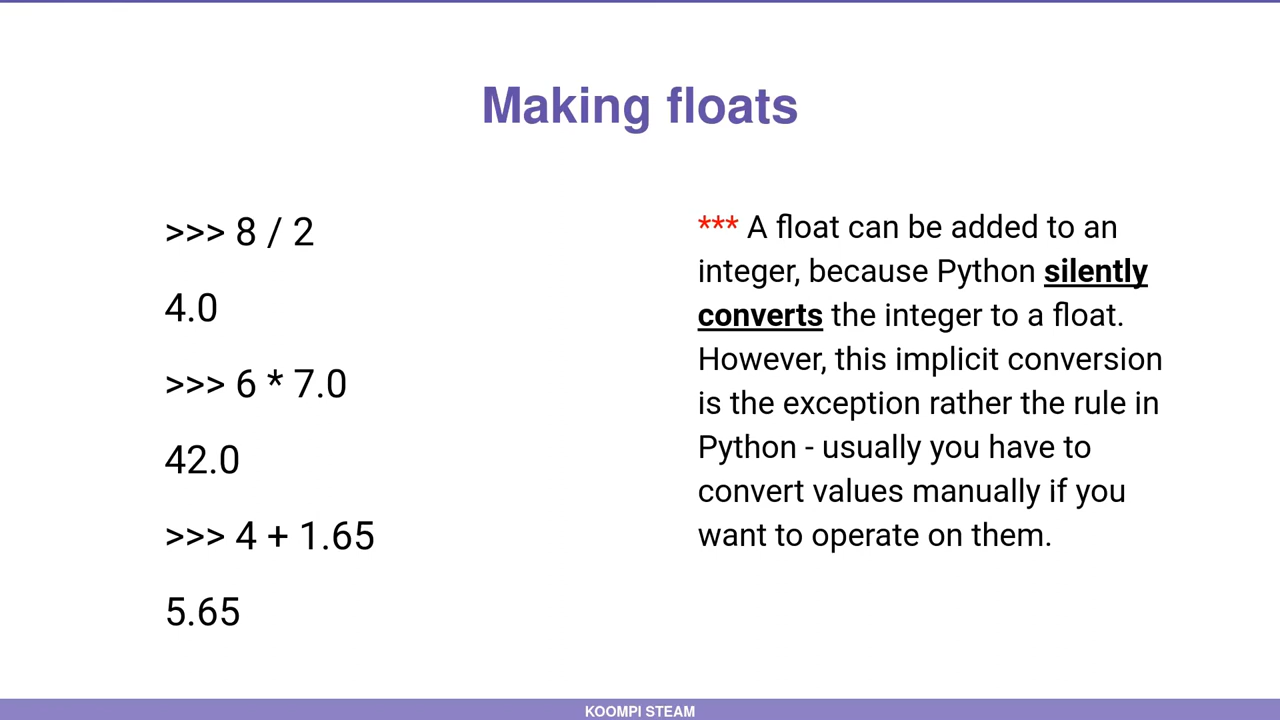 Making floats
>>> 8 / 2
4.0
>>> 6 * 7.0
42.0
>>> 4 + 1.65
5.65
*** A float can be added to an
integer, because Python silently
converts the integer to a float.
However, this implicit conversion
is the exception rather the rule in
Python - usually you have to
convert values manually if you
want to operate on them.
KOOMPI STEAM